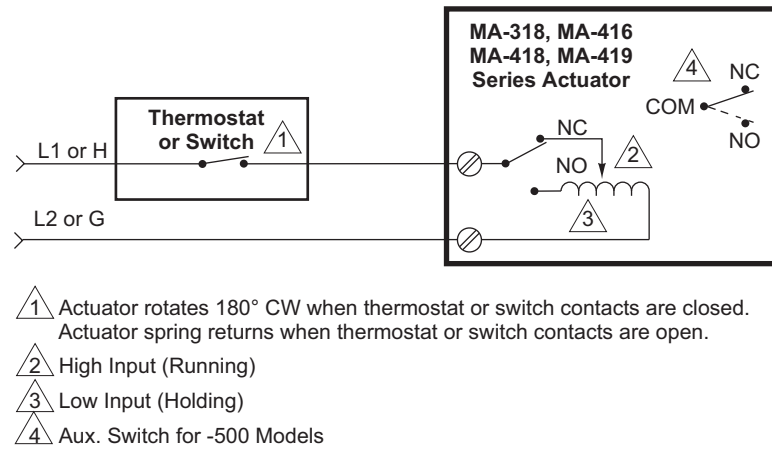 MA-318, MA-416
MA-418, MA-419
Series Actuator
4
NC
COM
NO
Thermostat
or Switch
1
L1 or H
NC
2
NO
3
L2 or G
1 Actuator rotates 180° CW when thermostat or switch contacts are closed.
Actuator spring returns when thermostat or switch contacts are open.
2 High Input (Running)
3 Low Input (Holding)
4 Aux. Switch for -500 Models